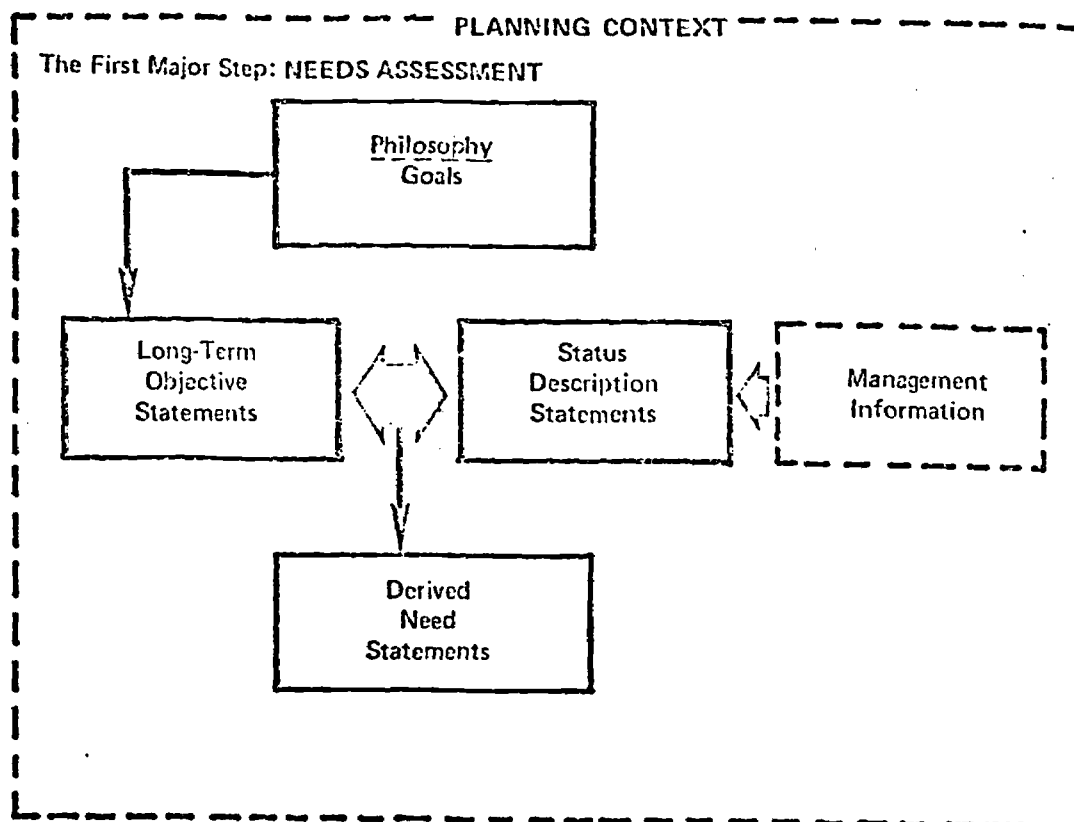 PLANNING CONTEXT
The First Major Step: NEEDS ASSESSMENT
Philosophy
Goals
Long-Term
Objective
Statements
Status
Description
Statements
Management
Information
Derived
Need
Statements